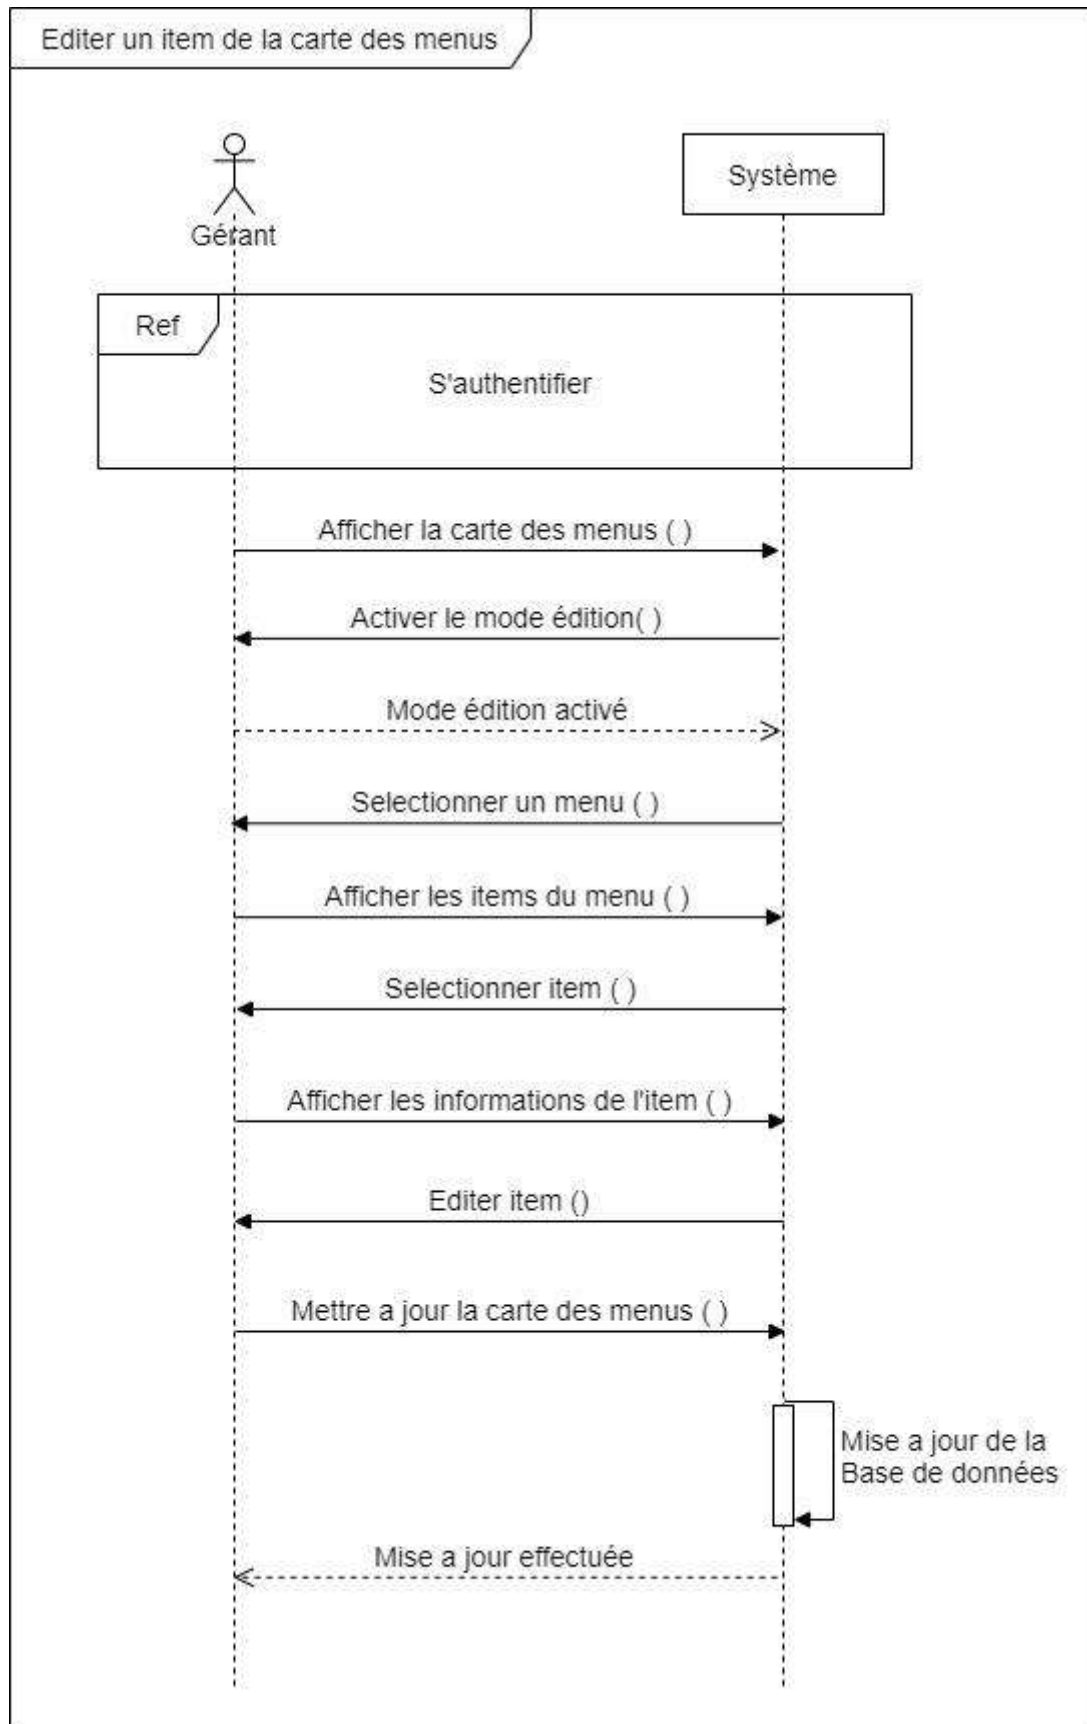 Editer un item de la carte des menus
Système
Gérant
Ref
S'authentifier
Afficher la carte des menus ( )
Activer le mode édition( )
Mode édition activé
Selectionner un menu ( )
Afficher les items du menu ( )
Selectionner item ( )
Afficher les informations de l'item ( )
Editer item ()
Mettre a jour la carte des menus ( )
Mise a jour de la
Base de données
Mise a jour effectuée